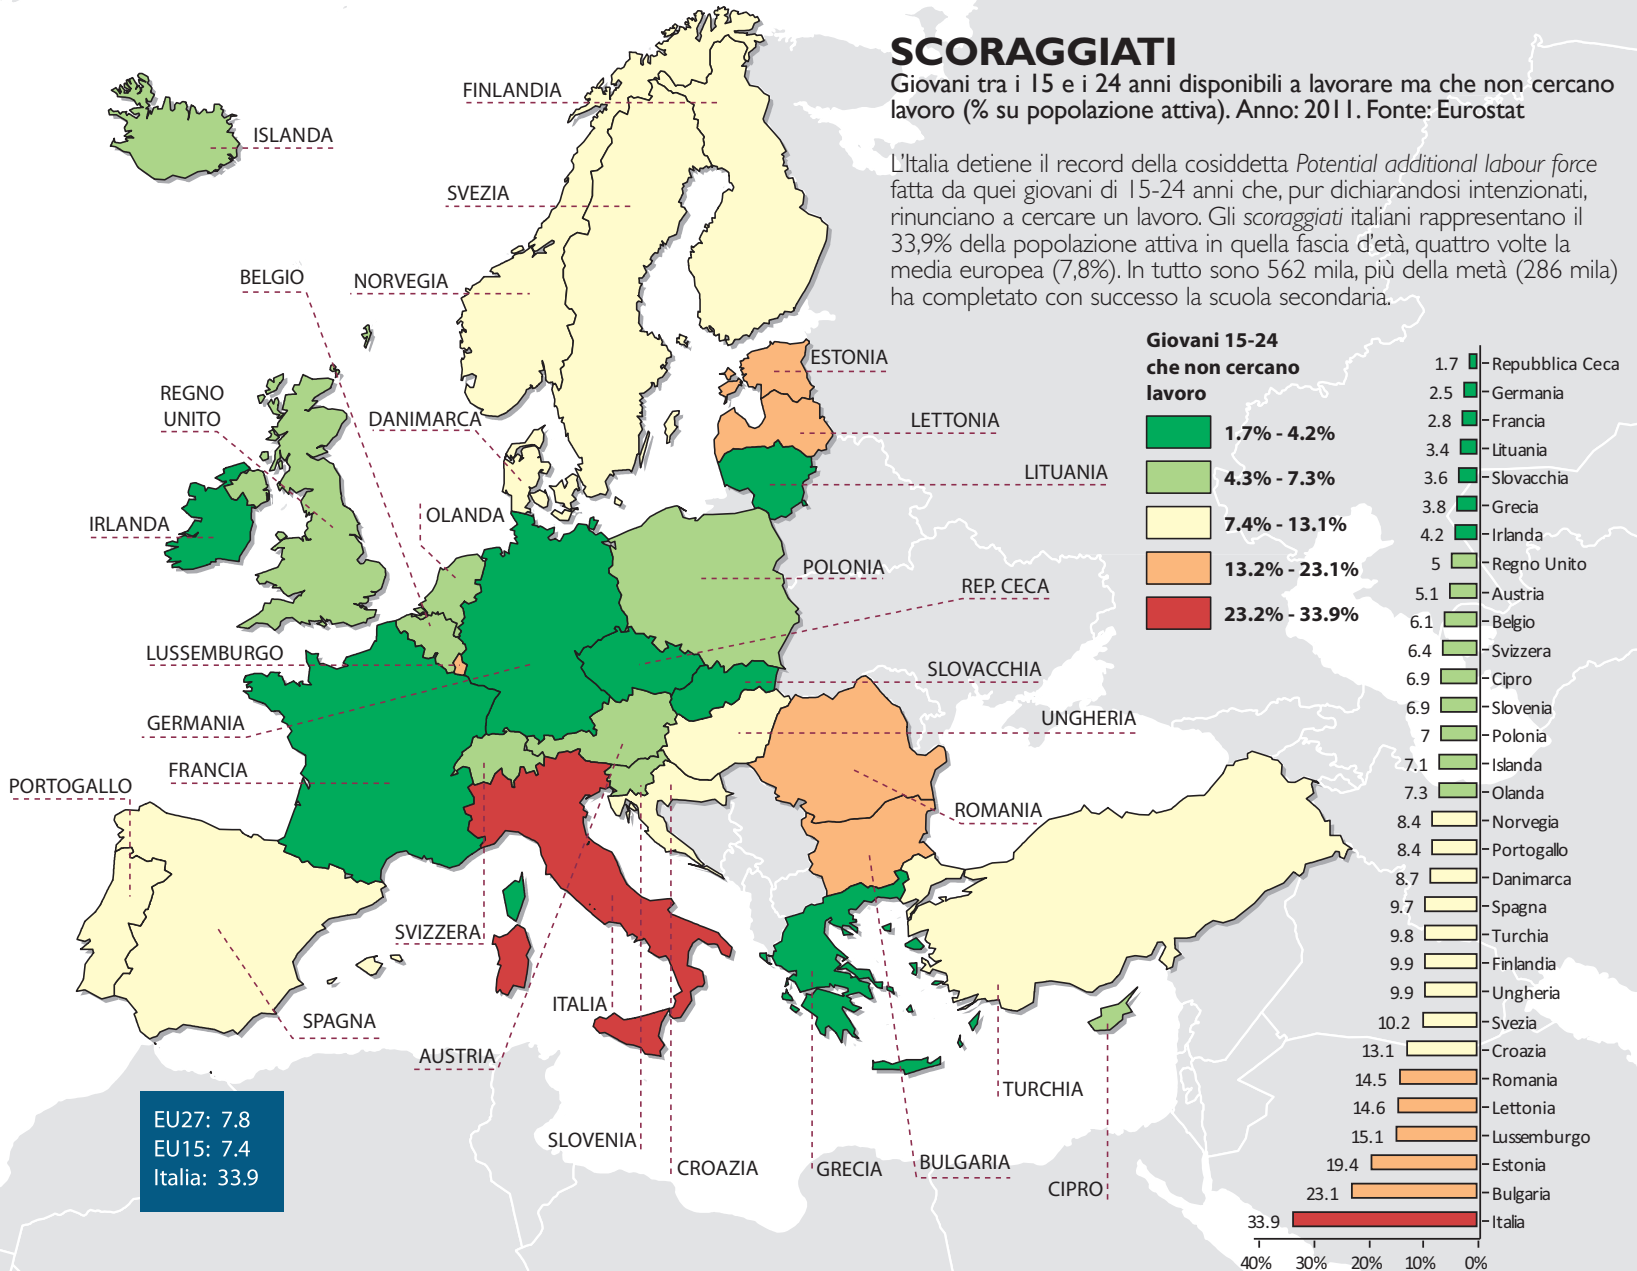 SCORAGGIATI
Giovani tra i 15 e i 24 anni disponibili a lavorare ma che non cercano
lavoro (% su popolazione attiva). Anno: 2011. Fonte: Eurostat
L'Italia detiene il record della cosiddetta Potential additional labour force
fatta da quei giovani di 15-24 anni che, pur dichiarandosi intenzionati,
rinunciano a cercare un lavoro. Gli scoraggiati italiani rappresentano il
33,9% della popolazione attiva in quella fascia d'età, quattro volte la
media europea (7,8%). In tutto sono 562 mila, più della metà (286 mila)
ha completato con successo la scuola secondaria.
FINLANDIA
ISLANDA
SVEZIA
BELGIO
NORVEGIA
ESTONIA
REGNO
UNITO
DANIMARCA
LETTONIA
LITUANIA
OLANDA
IRLANDA
POLONIA
REP. CECA
LUSSEMBURGO
SLOVACCHIA
GERMANIA
UNGHERIA
FRANCIA
PORTOGALLO
ROMANIA
SVIZZERA
ITALIA
SPAGNA
AUSTRIA
TURCHIA
SLOVENIA
CROAZIA
GRECIA
BULGARIA
CIPRO
Giovani 15-24
che non cercano
lavoro
1.7% - 4.2%
4.3% - 7.3%
7.4% - 13.1%
13.2% - 23.1%
23.2% - 33.9%
1.7 Repubblica Ceca
2.5 Germania
2.8 Francia
3.4 Lituania
3.6 Slovacchia
3.8 Grecia
4.2 Irlanda
5 Regno Unito
5.1 Austria
6.1 Belgio
6.4 Svizzera
6.9 Cipro
6.9 Slovenia
7 Polonia
7.1 Islanda
7.3 Olanda
8.4 Norvegia
8.4 Portogallo
8.7 Danimarca
9.7 Spagna
9.8 Turchia
9.9 Finlandia
9.9 Ungheria
10.2 Svezia
13.1 Croazia
14.5 Romania
14.6 Lettonia
15.1 Lussemburgo
19.4 Estonia
23.1 Bulgaria
33.9 Italia
40% 30% 20% 10% 0%
EU27: 7.8
EU15: 7.4
Italia: 33.9